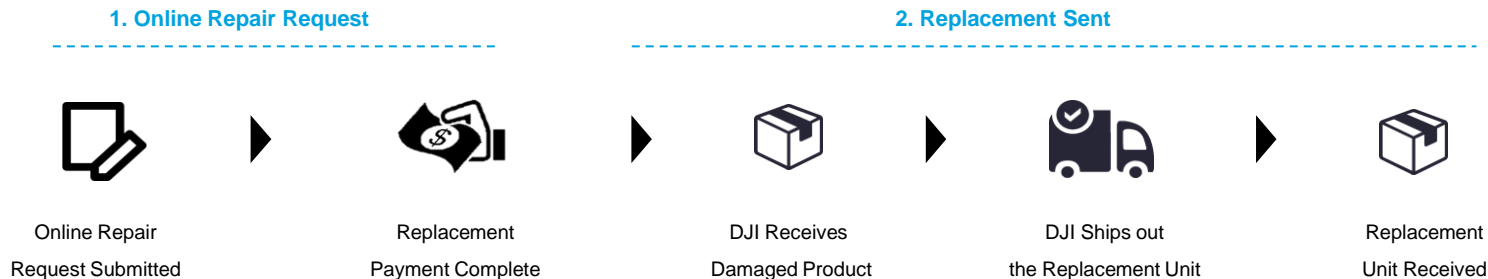 1. Online Repair Request
2. Replacement Sent
$
Online Repair
Request Submitted
Replacement
Payment Complete
DJI Receives
Damaged Product
DJI Ships out
the Replacement Unit
Replacement
Unit Received